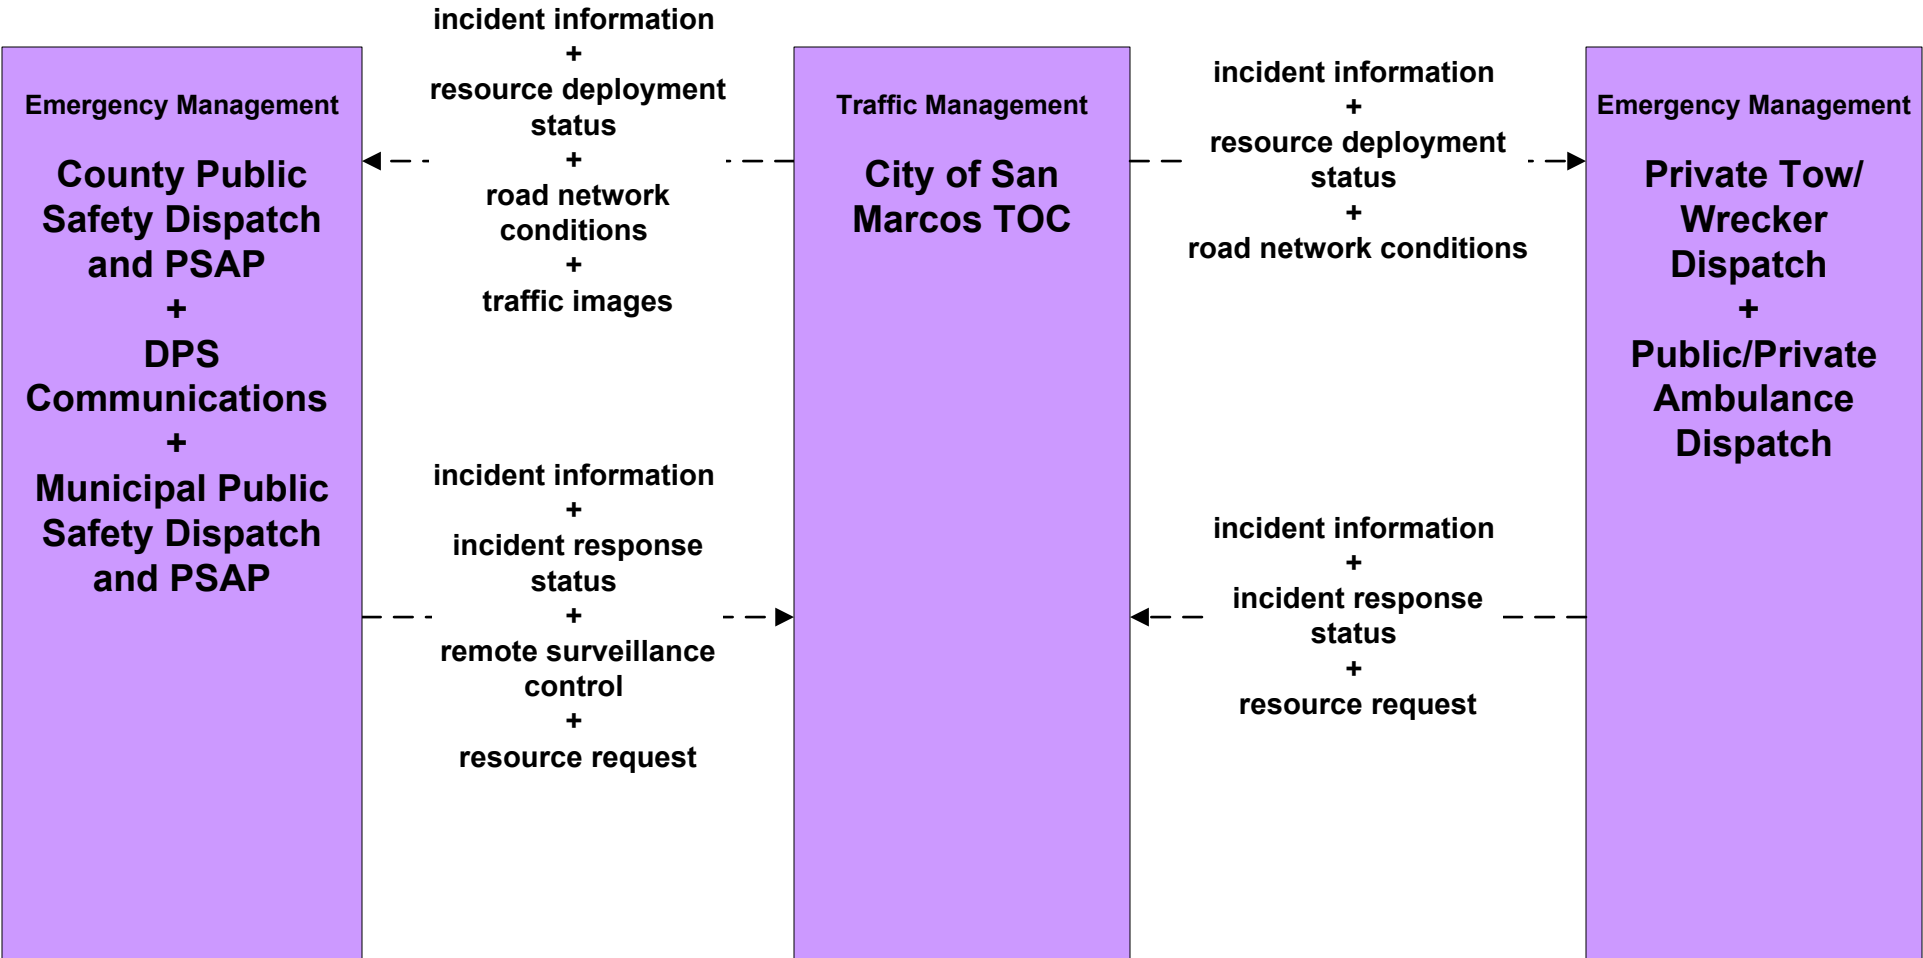 Emergency Management
County Public
Safety Dispatch
and PSAP
+
DPS
Communications
+
Municipal Public
Safety Dispatch
and PSAP
incident information
+
resource deployment
status
+
road network
conditions
+
traffic images
incident information
+
incident response
status
+
remote surveillance
control
+
resource request
Traffic Management
City of San
Marcos TOC
incident information
+
resource deployment
status
+
road network conditions
incident information
+
incident response
status
+
resource request
Emergency Management
Private Tow/
Wrecker
Dispatch
+
Public/Private
Ambulance
Dispatch